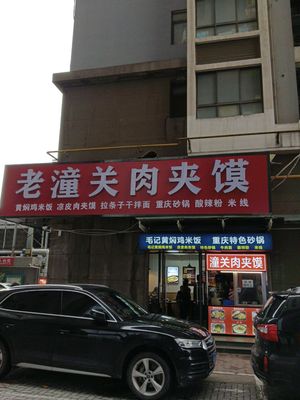 老潼关肉夹馍
黄焖鸡米饭 凉皮肉夹馍 拉条子干拌面 重庆砂锅 酸辣粉 米线
毛记黄焖鸡米饭 重庆特色砂锅
潼关肉夹馍